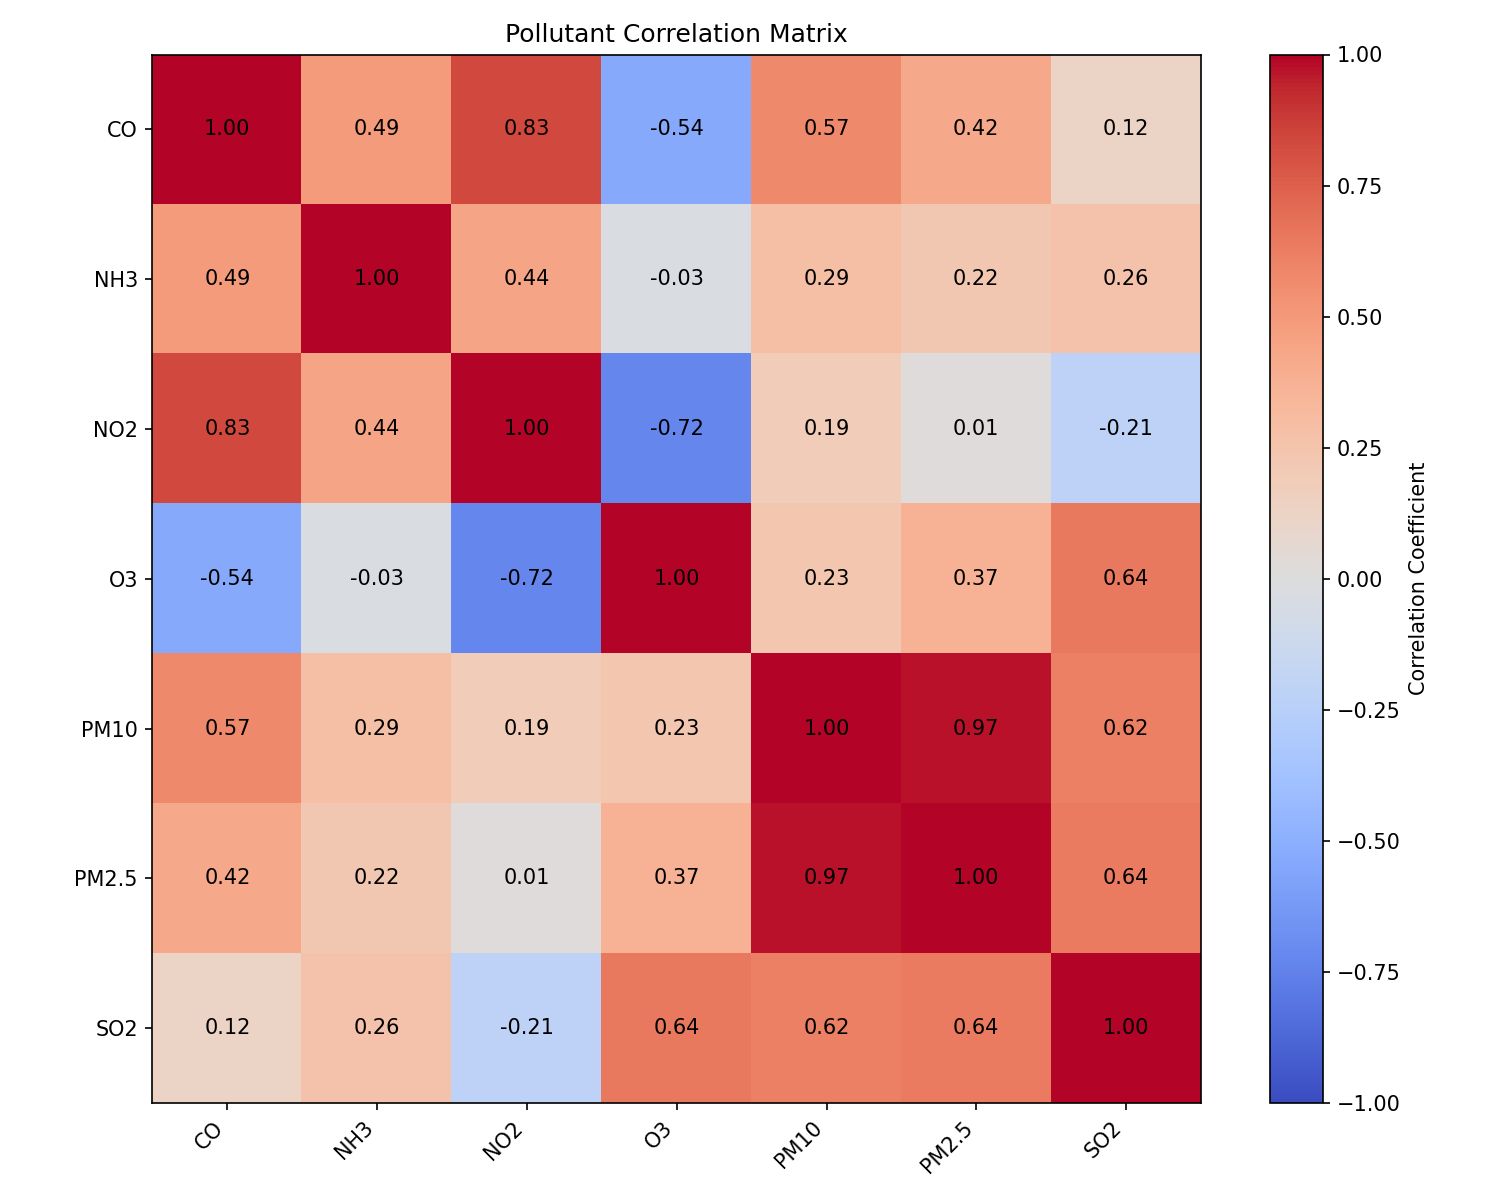 Pollutant Correlation Matrix
CO 1.00 0.49 0.83 -0.54 0.57 0.42 0.12
NH3 0.49 1.00 0.44 -0.03 0.29 0.22 0.26
NO2 0.83 0.44 1.00 -0.72 0.19 0.01 -0.21
O3 -0.54 -0.03 -0.72 1.00 0.23 0.37 0.64
PM10 0.57 0.29 0.19 0.23 1.00 0.97 0.62
PM2.5 0.42 0.22 0.01 0.37 0.97 1.00 0.64
SO2 0.12 0.26 -0.21 0.64 0.62 0.64 1.00
CO NH3 NO2 O3 PM10 PM2.5 SO2
1.00
0.75
0.50
0.25
0.00
−0.25
−0.50
−0.75
−1.00
Correlation Coefficient